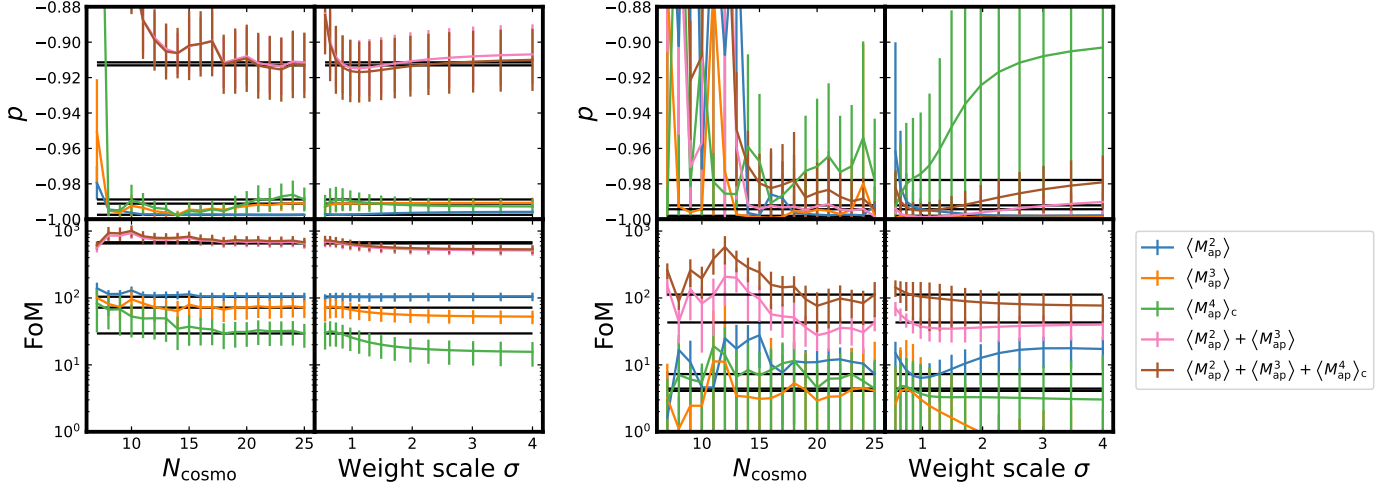 p
−0.88
−0.90
−0.92
−0.94
−0.96
−0.98
−1.00
FoM
10³
10²
10¹
10⁰
10 15 20 25
N_cosmo
1 2 3 4
Weight scale σ
p
−0.88
−0.90
−0.92
−0.94
−0.96
−0.98
−1.00
FoM
10³
10²
10¹
10⁰
10 15 20 25
N_cosmo
1 2 3 4
Weight scale σ
⟨M²_ap⟩
⟨M³_ap⟩
⟨M⁴_ap⟩_c
⟨M²_ap⟩ + ⟨M³_ap⟩
⟨M²_ap⟩ + ⟨M³_ap⟩ + ⟨M⁴_ap⟩_c